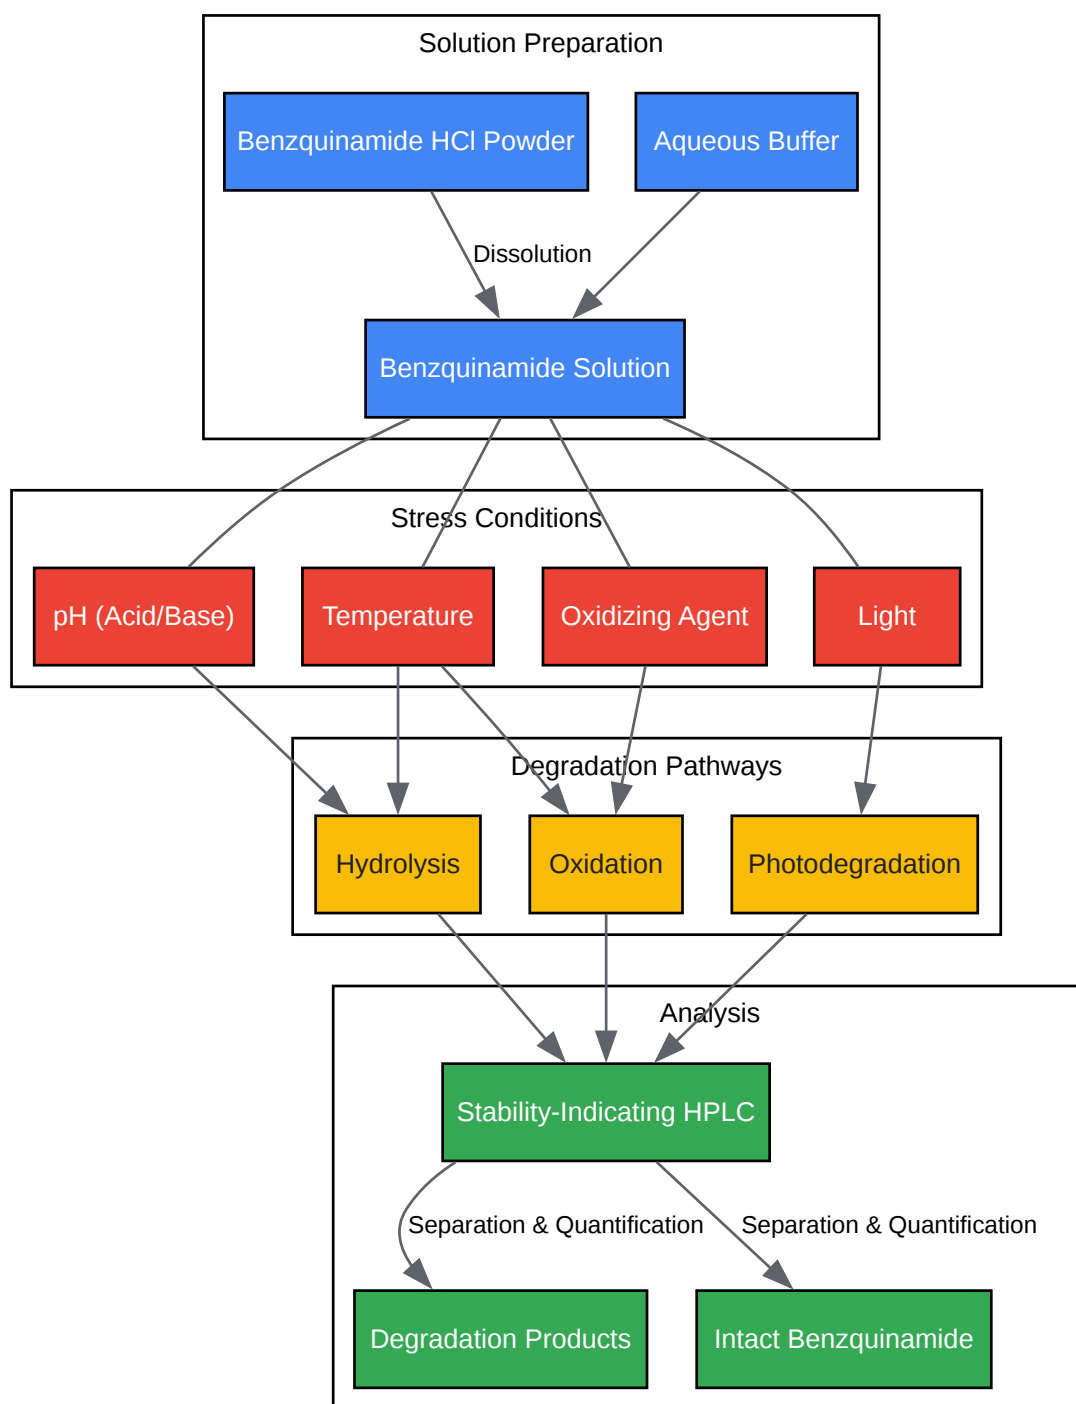 Solution Preparation
Benzquinamide HCl Powder
Aqueous Buffer
Dissolution
Benzquinamide Solution
Stress Conditions
pH (Acid/Base)
Temperature
Oxidizing Agent
Light
Degradation Pathways
Hydrolysis
Oxidation
Photodegradation
Analysis
Stability-Indicating HPLC
Separation & Quantification
Separation & Quantification
Degradation Products
Intact Benzquinamide